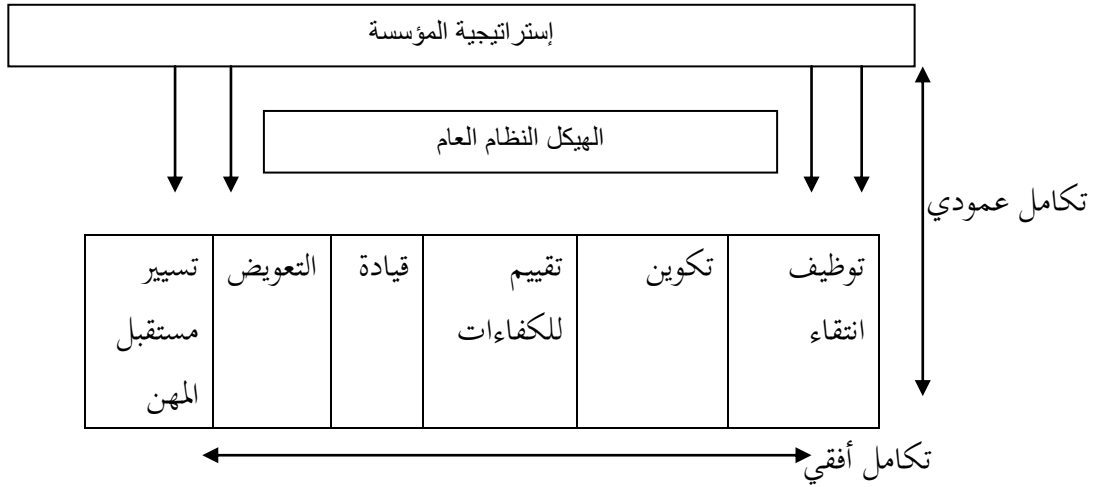 إستراتيجية المؤسسة
الهيكل النظام العام
تكامل عمودي
توظيف
انتقاء
تكوين
تقييم
للكفاءات
قيادة
التعويض
تسيير
مستقبل
المهن
تكامل أفقي